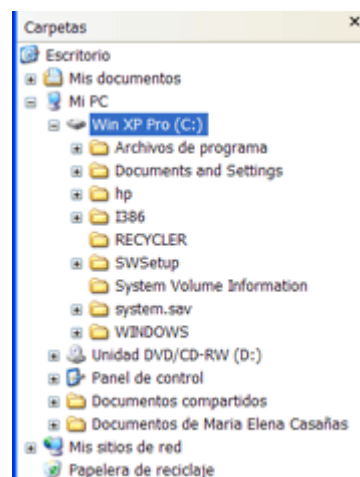 Carpetas
Escritorio
Mis documentos
Mi PC
Win XP Pro (C:)
Archivos de programa
Documents and Settings
hp
I386
RECYCLER
SWSetup
System Volume Information
system.sav
WINDOWS
Unidad DVD/CD-RW (D:)
Panel de control
Documentos compartidos
Documentos de Maria Elena Casañas
Mis sitios de red
Papelera de reciclaje